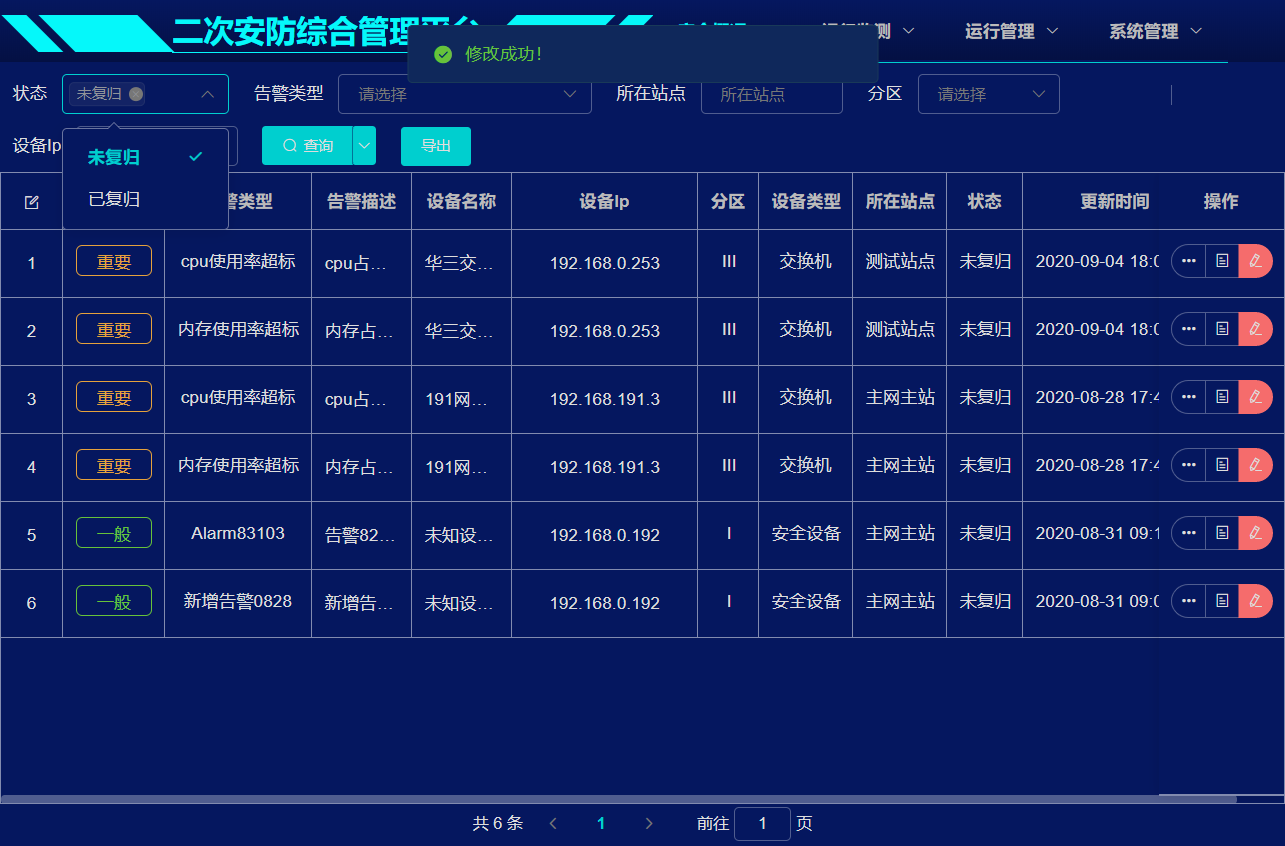 二次安防综合管理平台
运行管理
系统管理
修改成功！
状态
未复归
告警类型
请选择
所在站点
所在站点
分区
请选择
设备Ip
查询
导出
未复归
已复归
警类型 告警描述 设备名称 设备Ip 分区 设备类型 所在站点 状态 更新时间 操作
1 重要 cpu使用率超标 cpu占... 华三交... 192.168.0.253 III 交换机 测试站点 未复归 2020-09-04 18:0
2 重要 内存使用率超标 内存占... 华三交... 192.168.0.253 III 交换机 测试站点 未复归 2020-09-04 18:0
3 重要 cpu使用率超标 cpu占... 191网... 192.168.191.3 III 交换机 主网主站 未复归 2020-08-28 17:4
4 重要 内存使用率超标 内存占... 191网... 192.168.191.3 III 交换机 主网主站 未复归 2020-08-28 17:4
5 一般 Alarm83103 告警82... 未知设... 192.168.0.192 I 安全设备 主网主站 未复归 2020-08-31 09:1
6 一般 新增告警0828 新增告... 未知设... 192.168.0.192 I 安全设备 主网主站 未复归 2020-08-31 09:0
共 6 条 1 前往 1 页